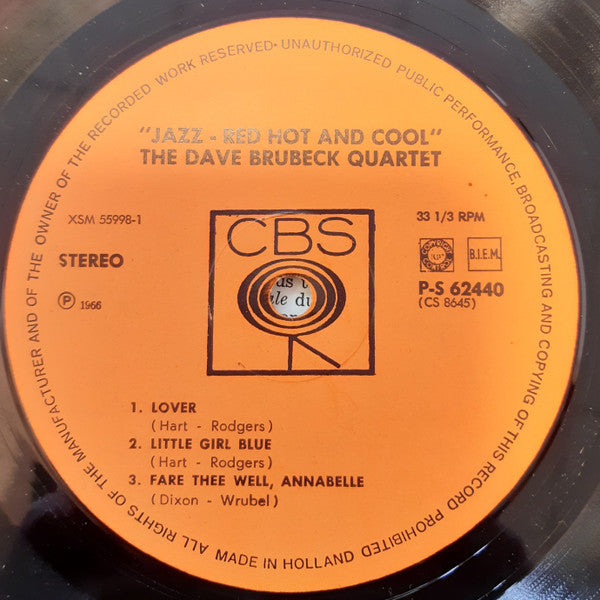 ALL RIGHTS OF THE MANUFACTURER AND OF THE OWNER OF THE RECORDED WORK RESERVED · UNAUTHORIZED PUBLIC PERFORMANCE, BROADCASTING AND COPYING OF THIS RECORD PROHIBITED
"JAZZ - RED HOT AND COOL"
THE DAVE BRUBECK QUARTET
XSM 55998-1
33 1/3 RPM
CBS
STEREO
B.I.E.M.
P-S 62440
(CS 8645)
℗ 1966
1. LOVER
(Hart - Rodgers)
2. LITTLE GIRL BLUE
(Hart - Rodgers)
3. FARE THEE WELL, ANNABELLE
(Dixon - Wrubel)
MADE IN HOLLAND